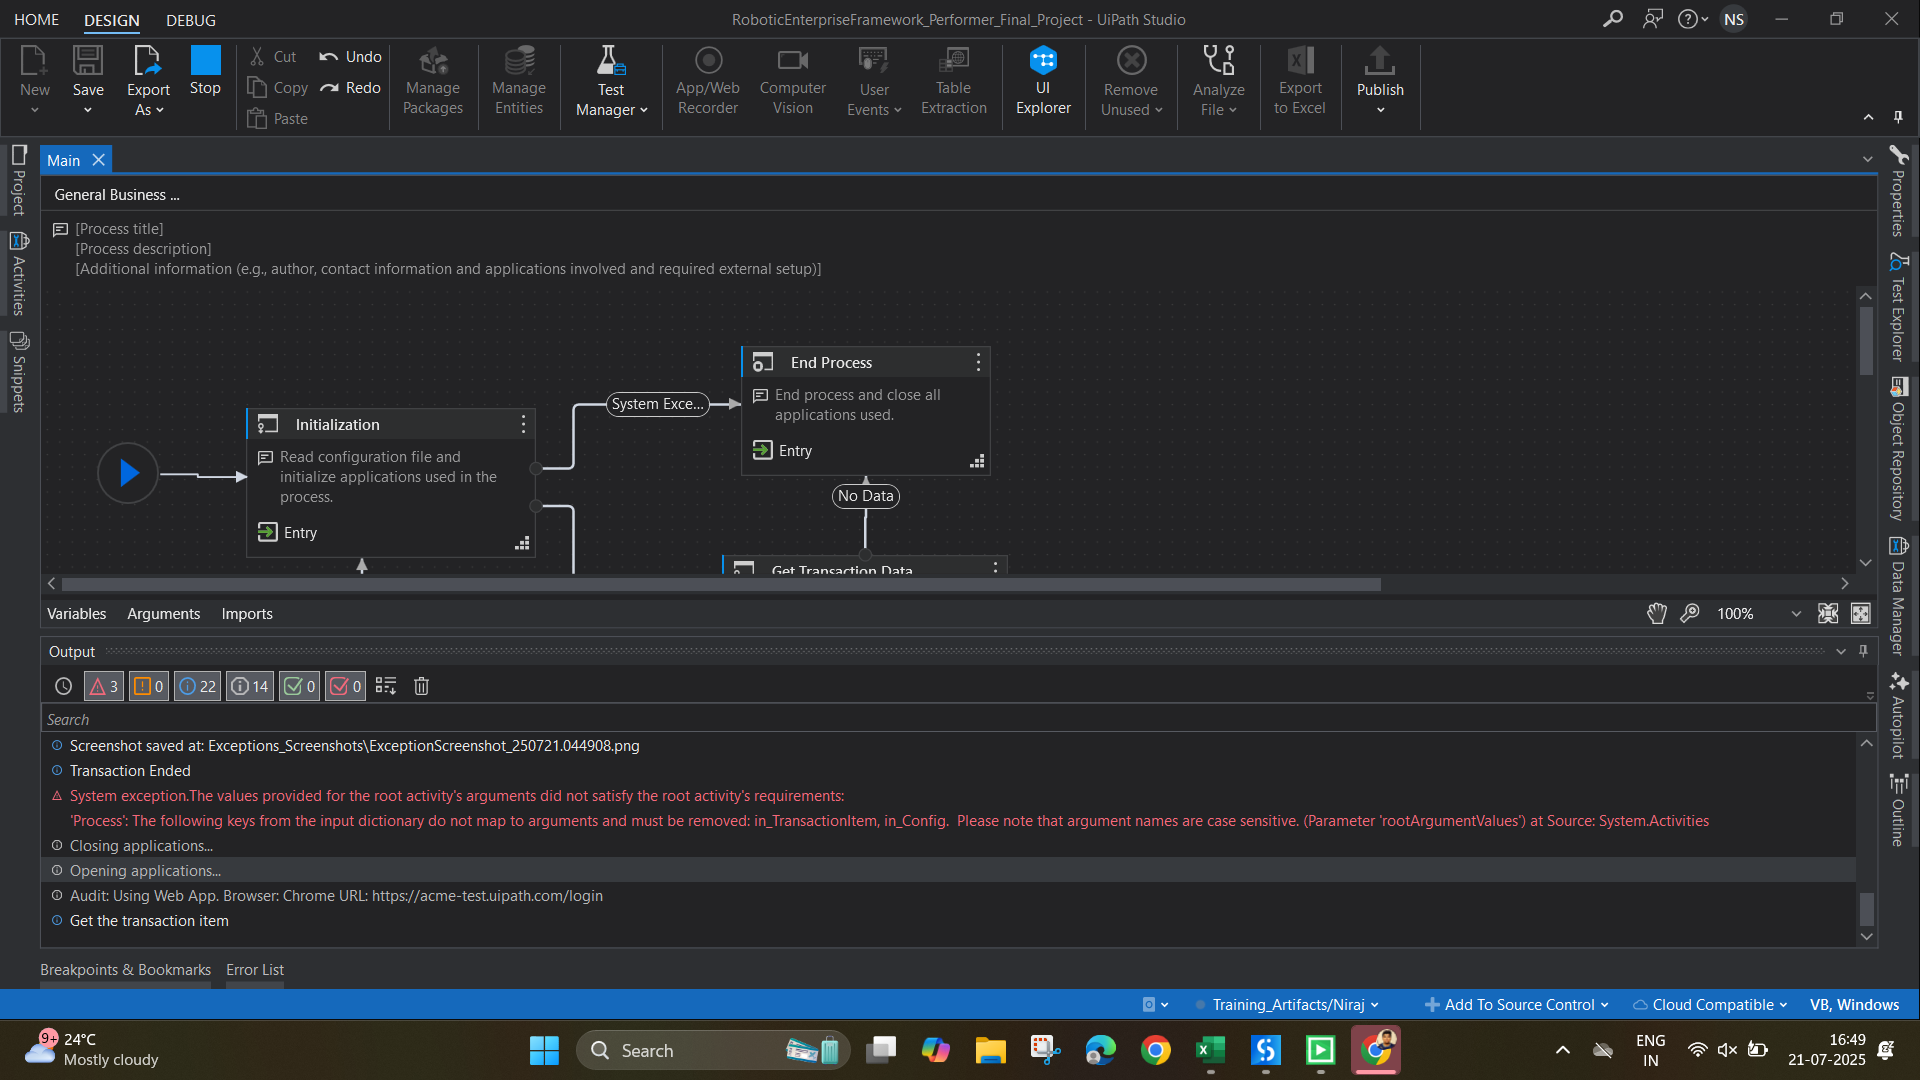 HOME DESIGN DEBUG
RoboticEnterpriseFramework_Performer_Final_Project - UiPath Studio
NS
New
Save
Export As
Stop
Cut
Copy
Paste
Undo
Redo
Manage Packages
Manage Entities
Test Manager
App/Web Recorder
Computer Vision
User Events
Table Extraction
UI Explorer
Remove Unused
Analyze File
Export to Excel
Publish
Project
Activities
Snippets
Main
General Business ...
[Process title]
[Process description]
[Additional information (e.g., author, contact information and applications involved and required external setup)]
Initialization
Read configuration file and
initialize applications used in the
process.
Entry
System Exce...
End Process
End process and close all
applications used.
Entry
No Data
Get Transaction Data
Properties
Test Explorer
Object Repository
Data Manager
Autopilot
Outline
Variables Arguments Imports
100%
Output
3 0 22 14 0 0
Search
Screenshot saved at: Exceptions_Screenshots\ExceptionScreenshot_250721.044908.png
Transaction Ended
System exception.The values provided for the root activity's arguments did not satisfy the root activity's requirements:
'Process': The following keys from the input dictionary do not map to arguments and must be removed: in_TransactionItem, in_Config.  Please note that argument names are case sensitive. (Parameter 'rootArgumentValues') at Source: System.Activities
Closing applications...
Opening applications...
Audit: Using Web App. Browser: Chrome URL: https://acme-test.uipath.com/login
Get the transaction item
Breakpoints & Bookmarks Error List
Training_Artifacts/Niraj
Add To Source Control
Cloud Compatible
VB, Windows
9+
24°C
Mostly cloudy
Search
ENG
IN
16:49
21-07-2025